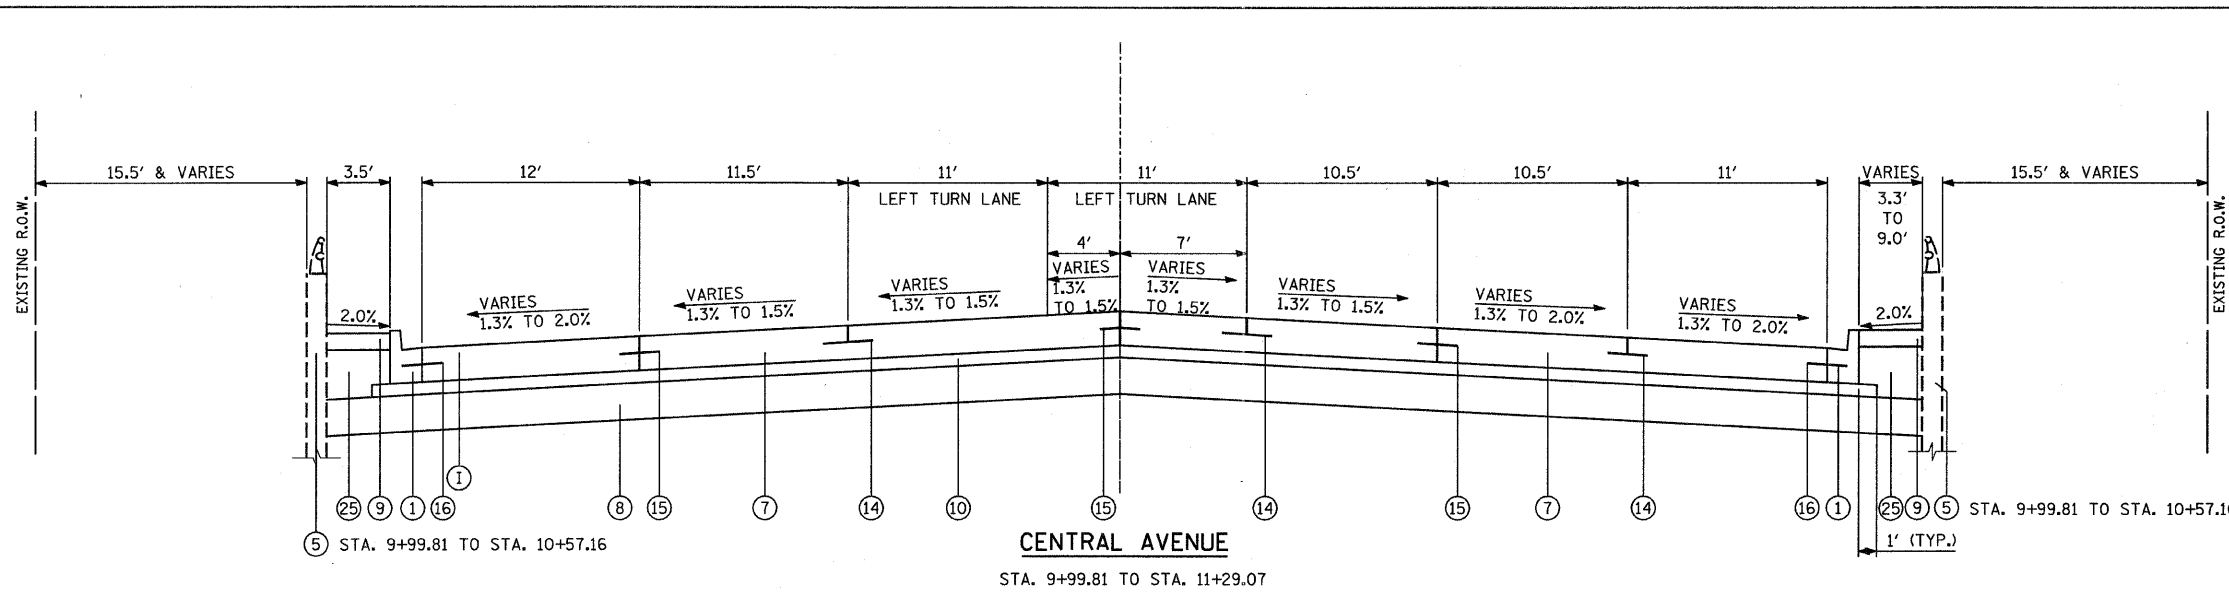 15.5' & VARIES
3.5'
12'
11.5'
11'
11'
10.5'
10.5'
11'
VARIES
15.5' & VARIES
LEFT TURN LANE
LEFT TURN LANE
3.3'
TO
9.0'
EXISTING R.O.W.
EXISTING R.O.W.
4'
7'
VARIES
1.3% TO 2.0%
VARIES
1.3% TO 1.5%
VARIES
1.3% TO 1.5%
VARIES
1.3%
TO 1.5%
VARIES
1.3%
TO 1.5%
VARIES
1.3% TO 1.5%
VARIES
1.3% TO 2.0%
VARIES
1.3% TO 2.0%
2.0%
2.0%
I
25
9
1
16
8
15
7
14
10
15
14
15
7
14
16
1
25
9
5
STA. 9+99.81 TO STA. 10+57.1
5 STA. 9+99.81 TO STA. 10+57.16
1' (TYP.)
CENTRAL AVENUE
STA. 9+99.81 TO STA. 11+29.07